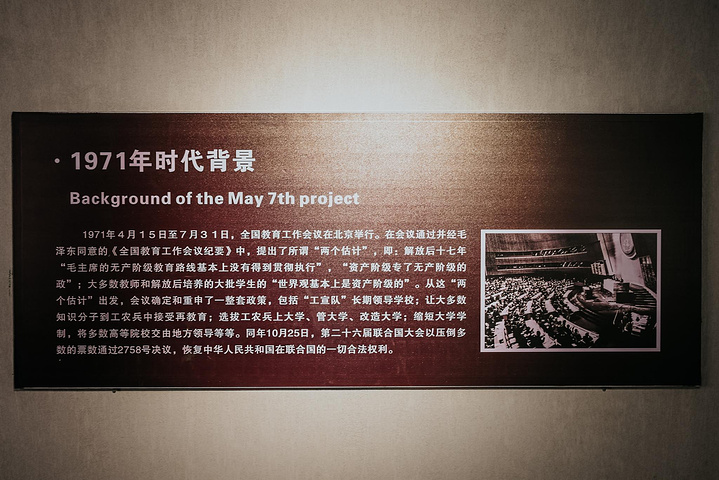 ·1971年时代背景
Background of the May 7th project
1971年４月１５日至７月３１日，全国教育工作会议在北京举行。在会议通过并经毛
泽东同意的《全国教育工作会议纪要》中，提出了所谓“两个估计”，即：解放后十七年
“毛主席的无产阶级教育路线基本上没有得到贯彻执行”，“资产阶级专了无产阶级的
政”；大多数教师和解放后培养的大批学生的“世界观基本上是资产阶级的”。从这“两
个估计”出发，会议确定和重申了一整套政策，包括“工宣队”长期领导学校；让大多数
知识分子到工农兵中接受再教育；选拔工农兵上大学、管大学、改造大学；缩短大学学
制，将多数高等院校交由地方领导等等。同年10月25日，第二十六届联合国大会以压倒多
数的票数通过2758号决议，恢复中华人民共和国在联合国的一切合法权利。